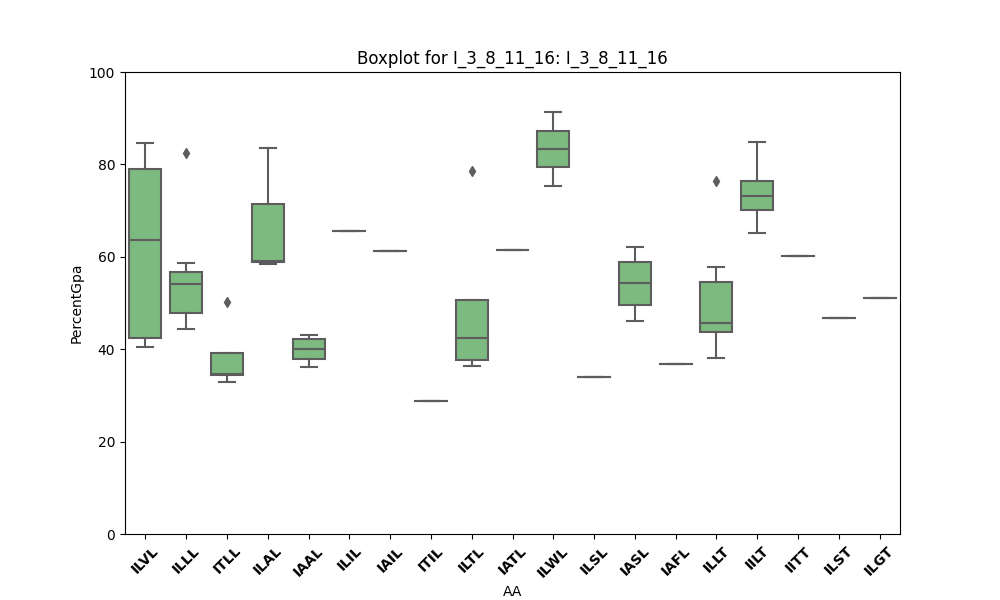 Boxplot for I_3_8_11_16: I_3_8_11_16
100
80
60
40
20
0
PercentGpa
ILVL ILLL ITLL ILAL IAAL ILIL IAIL ITIL ILTL IATL ILWL ILSL IASL IAFL ILLT IILT IITT ILST ILGT
AA